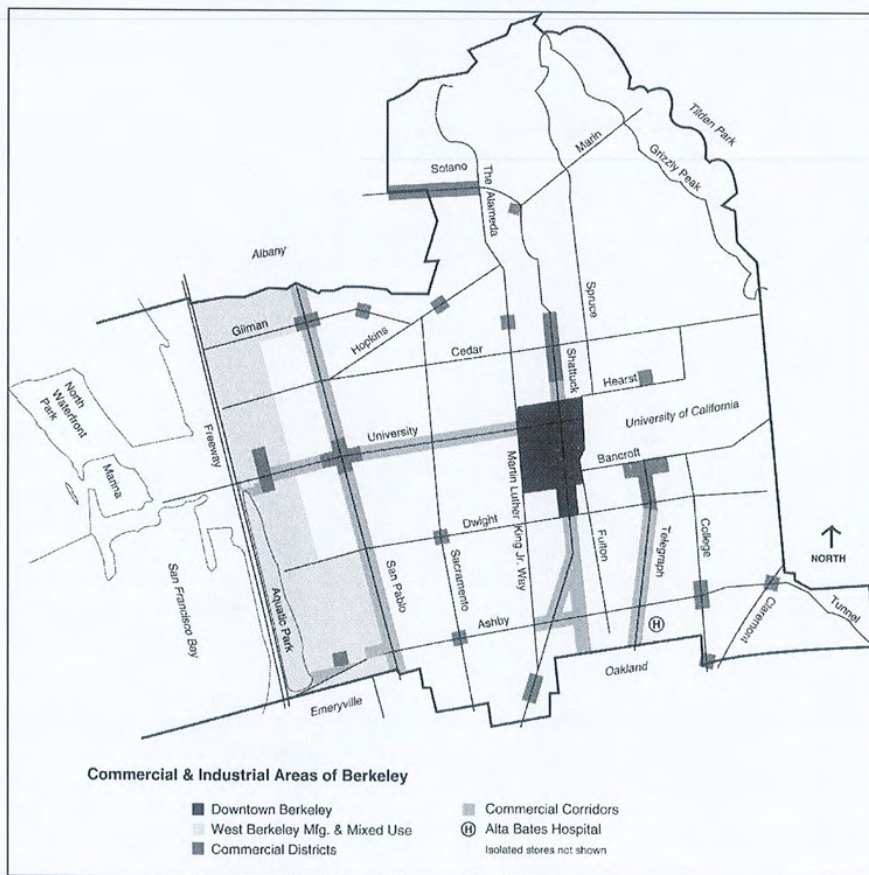 Tilden Park
Marin
Grizzly Peak
Solano
The Alameda
Albany
Spruce
Gilman
Hopkins
Cedar
Shattuck
Hearst
North
Waterfront
Park
Freeway
University
University of California
Marina
Martin Luther King Jr. Way
Bancroft
Dwight
Fulton
Telegraph
College
NORTH
San Francisco Bay
Aquatic Park
San Pablo
Sacramento
Ashby
H
Claremont
Tunnel
Oakland
Emeryville
Commercial & Industrial Areas of Berkeley
Downtown Berkeley
West Berkeley Mfg. & Mixed Use
Commercial Districts
Commercial Corridors
H Alta Bates Hospital
Isolated stores not shown